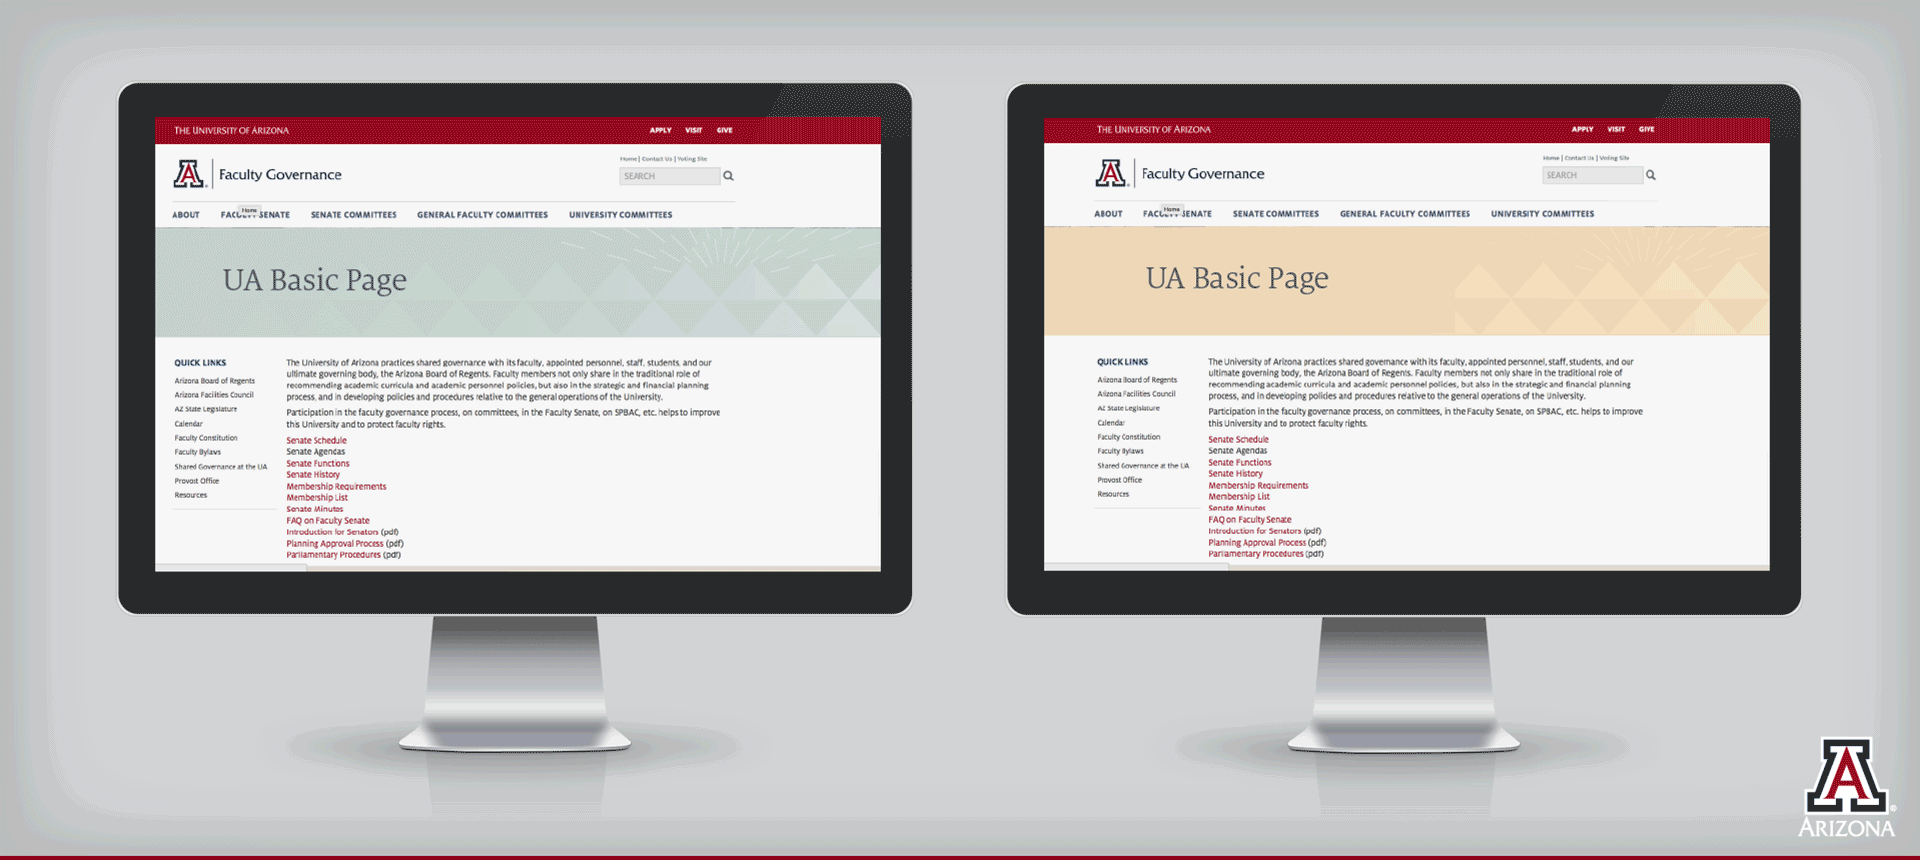 THE UNIVERSITY OF ARIZONA
APPLY VISIT GIVE
A Faculty Governance
Home | Contact Us | Voting Site
SEARCH
Home
ABOUT FACULTY SENATE SENATE COMMITTEES GENERAL FACULTY COMMITTEES UNIVERSITY COMMITTEES
UA Basic Page
QUICK LINKS
Arizona Board of Regents
Arizona Facilities Council
AZ State Legislature
Calendar
Faculty Constitution
Faculty Bylaws
Shared Governance at the UA
Provost Office
Resources
The University of Arizona practices shared governance with its faculty, appointed personnel, staff, students, and our
ultimate governing body, the Arizona Board of Regents. Faculty members not only share in the traditional role of
recommending academic curricula and academic personnel policies, but also in the strategic and financial planning
process, and in developing policies and procedures relative to the general operations of the University.
Participation in the faculty governance process, on committees, in the Faculty Senate, on SPBAC, etc. helps to improve
this University and to protect faculty rights.
Senate Schedule
Senate Agendas
Senate Functions
Senate History
Membership Requirements
Membership List
Senate Minutes
FAQ on Faculty Senate
Introduction for Senators (pdf)
Planning Approval Process (pdf)
Parliamentary Procedures (pdf)
THE UNIVERSITY OF ARIZONA
APPLY VISIT GIVE
A Faculty Governance
Home | Contact Us | Voting Site
SEARCH
Home
ABOUT FACULTY SENATE SENATE COMMITTEES GENERAL FACULTY COMMITTEES UNIVERSITY COMMITTEES
UA Basic Page
QUICK LINKS
Arizona Board of Regents
Arizona Facilities Council
AZ State Legislature
Calendar
Faculty Constitution
Faculty Bylaws
Shared Governance at the UA
Provost Office
Resources
The University of Arizona practices shared governance with its faculty, appointed personnel, staff, students, and our
ultimate governing body, the Arizona Board of Regents. Faculty members not only share in the traditional role of
recommending academic curricula and academic personnel policies, but also in the strategic and financial planning
process, and in developing policies and procedures relative to the general operations of the University.
Participation in the faculty governance process, on committees, in the Faculty Senate, on SPBAC, etc. helps to improve
this University and to protect faculty rights.
Senate Schedule
Senate Agendas
Senate Functions
Senate History
Membership Requirements
Membership List
Senate Minutes
FAQ on Faculty Senate
Introduction for Senators (pdf)
Planning Approval Process (pdf)
Parliamentary Procedures (pdf)
A
ARIZONA